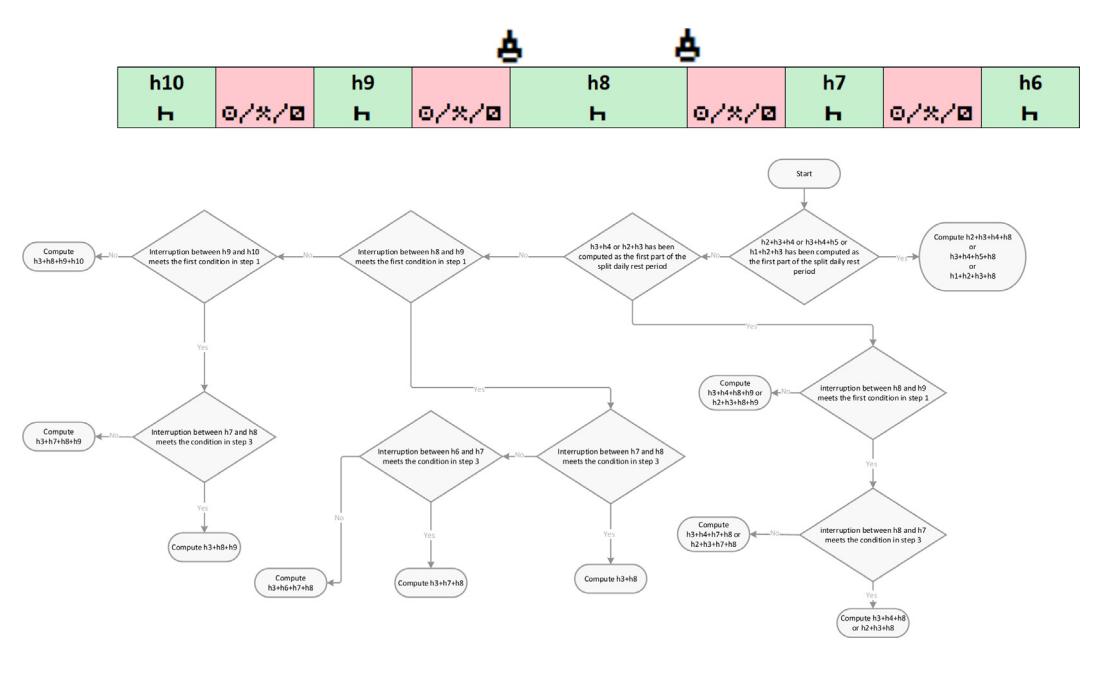 h10
h9
h8
h7
h6
Start
Compute
h3+h8+h9+h10
No
Interruption between h9 and h10
meets the first condition in step 1
No
Interruption between h8 and h9
meets the first condition in step 1
No
h3+h4 or h2+h3 has been
computed as the first part of the
split daily rest period
No
h2+h3+h4 or h3+h4+h5 or
h1+h2+h3 has been computed as
the first part of the split daily rest
period
Yes
Compute h2+h3+h4+h8
or
h3+h4+h5+h8
or
h1+h2+h3+h8
Yes
Yes
Yes
Compute
h3+h4+h8+h9 or
h2+h3+h8+h9
No
interruption between h8 and h9
meets the first condition in step 1
Compute
h3+h7+h8+h9
No
Interruption between h7 and h8
meets the condition in step 3
Interruption between h6 and h7
meets the condition in step 3
No
Interruption between h7 and h8
meets the condition in step 3
Yes
Yes
No
Yes
Yes
Compute
h3+h4+h7+h8 or
h2+h3+h7+h8
No
interruption between h8 and h7
meets the condition in step 3
Compute h3+h8+h9
Compute
h3+h6+h7+h8
Compute h3+h7+h8
Compute h3+h8
Yes
Compute h3+h4+h8
or h2+h3+h8